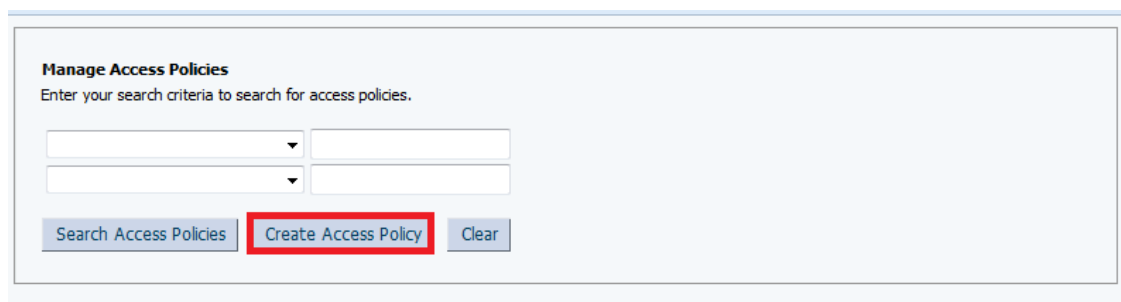 Manage Access Policies
Enter your search criteria to search for access policies.
Search Access Policies Create Access Policy Clear